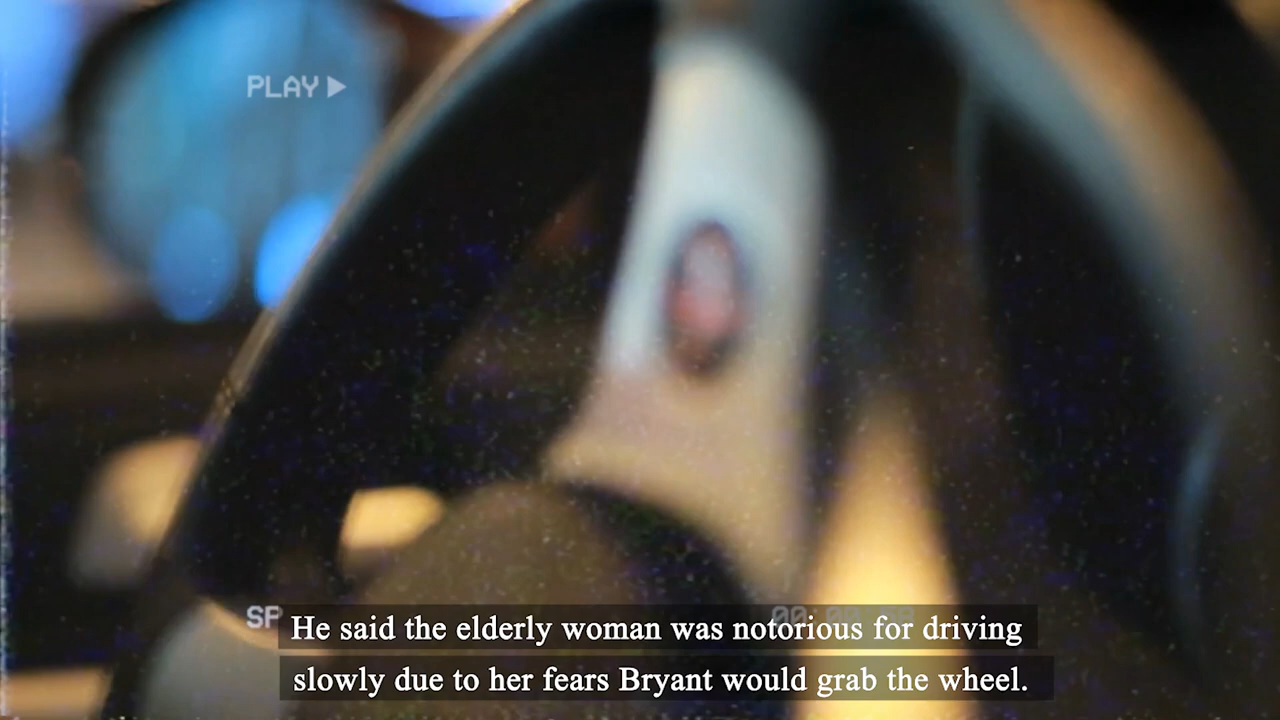 PLAY
SP
He said the elderly woman was notorious for driving
slowly due to her fears Bryant would grab the wheel.